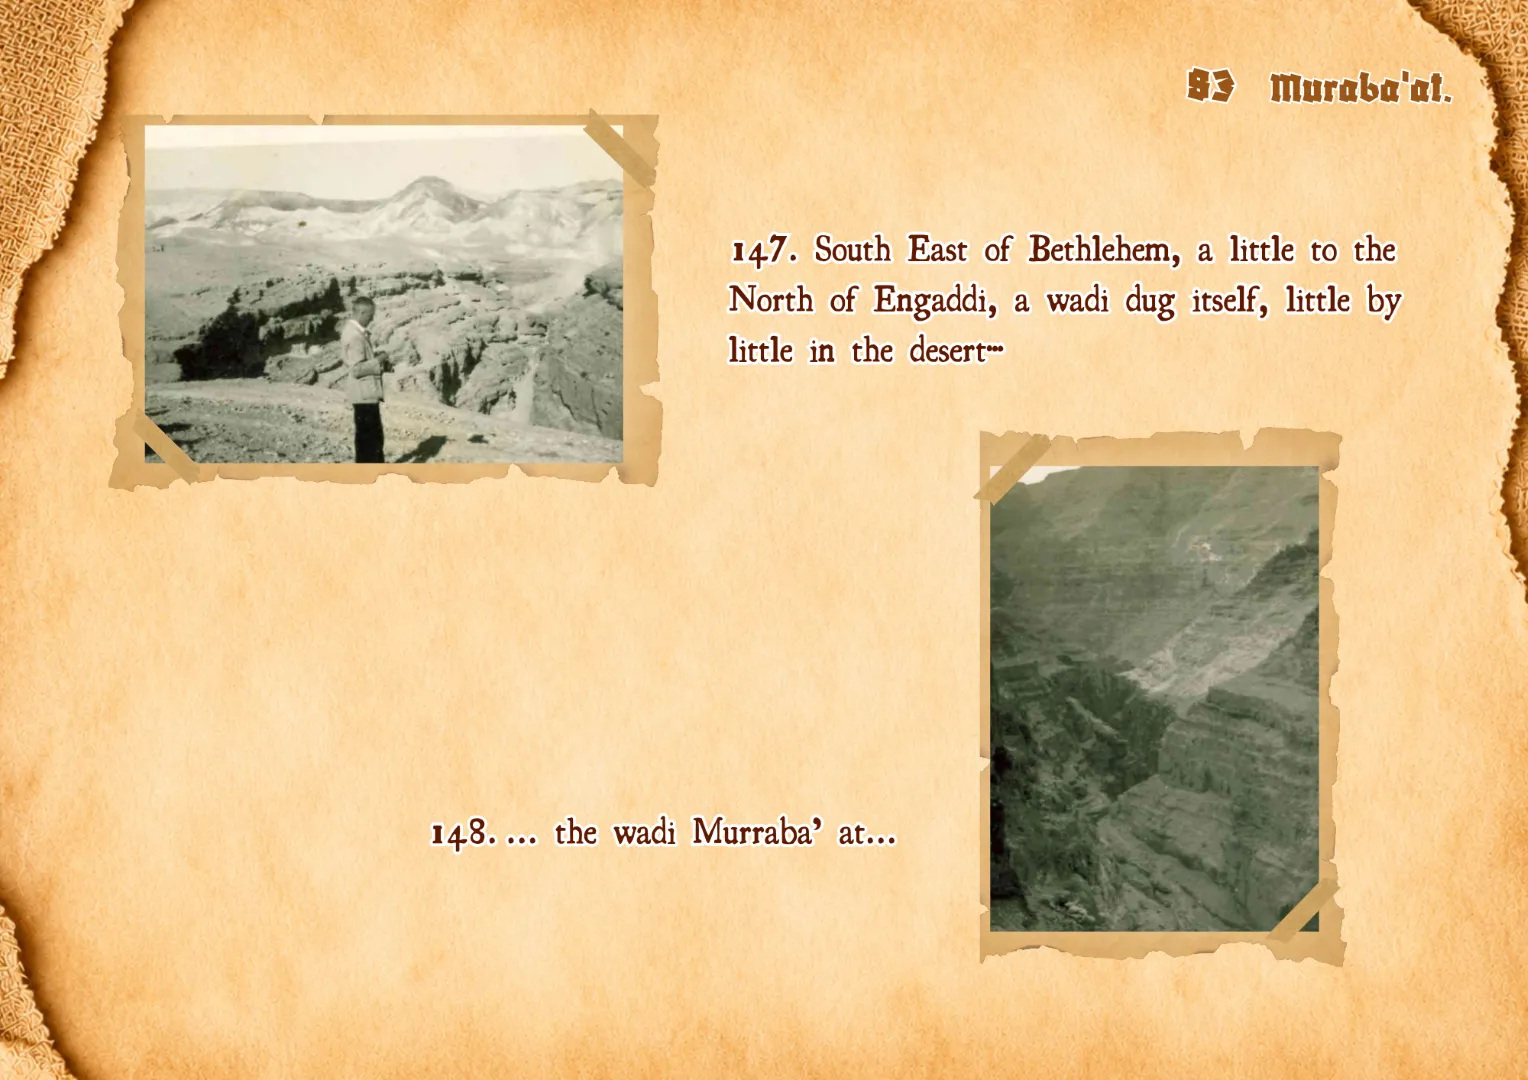 83 Muraba'at.
147. South East of Bethlehem, a little to the
North of Engaddi, a wadi dug itself, little by
little in the desert...
148. ... the wadi Murraba’ at...